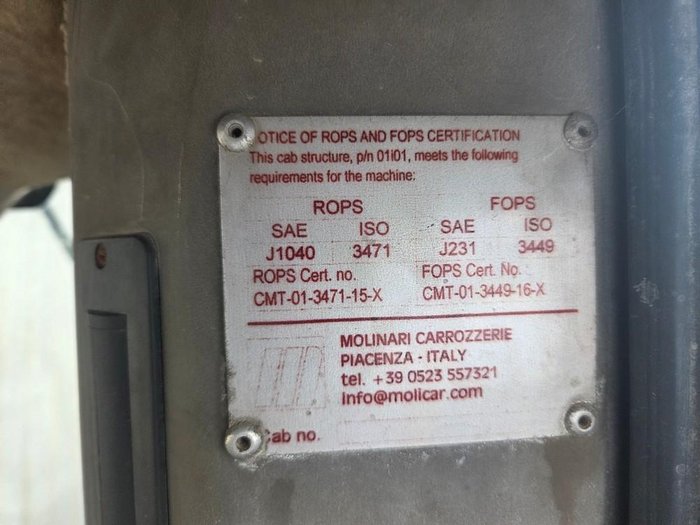 OTICE OF ROPS AND FOPS CERTIFICATION
This cab structure, p/n 01I01, meets the following
requirements for the machine:
ROPS FOPS
SAE ISO SAE ISO
J1040 3471 J231 3449
ROPS Cert. no. FOPS Cert. No.
CMT-01-3471-15-X CMT-01-3449-16-X
MOLINARI CARROZZERIE
PIACENZA - ITALY
tel. +39 0523 557321
Info@molicar.com
Cab no.